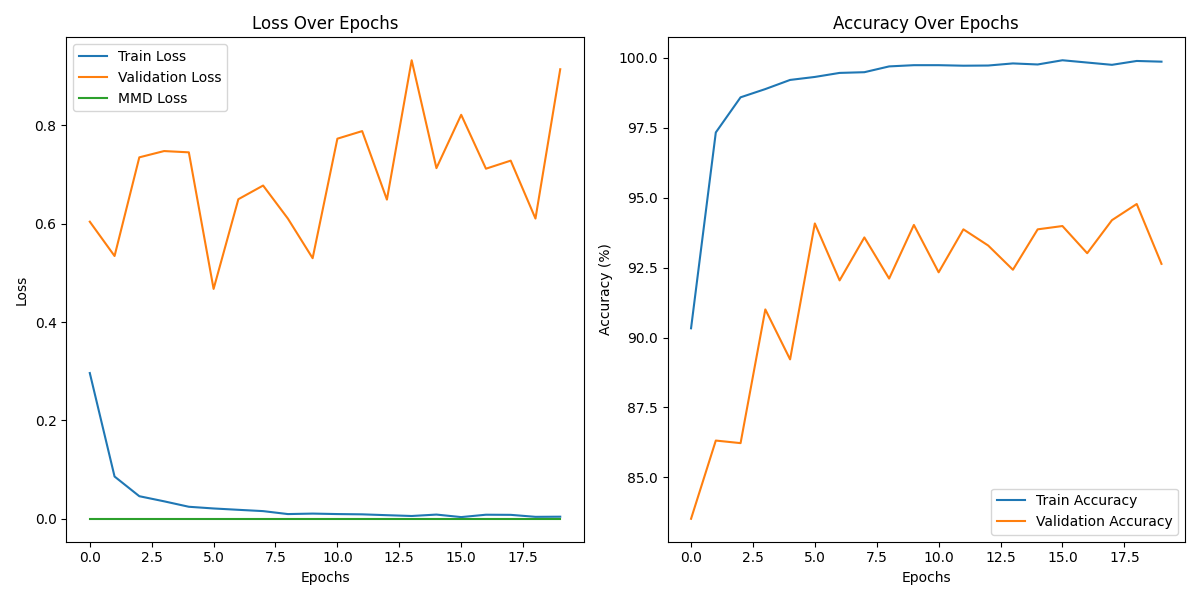 Loss Over Epochs
Train Loss
Validation Loss
MMD Loss
0.8
0.6
0.4
0.2
0.0
Loss
0.0 2.5 5.0 7.5 10.0 12.5 15.0 17.5
Epochs
Accuracy Over Epochs
100.0
97.5
95.0
92.5
90.0
87.5
85.0
Accuracy (%)
Train Accuracy
Validation Accuracy
0.0 2.5 5.0 7.5 10.0 12.5 15.0 17.5
Epochs